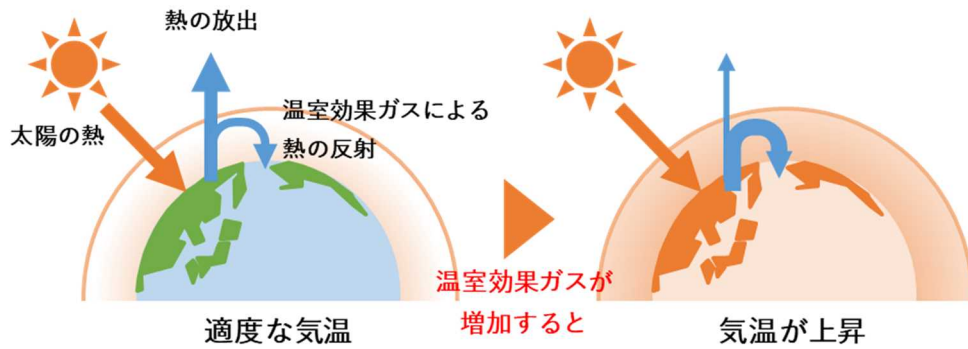 熱の放出
太陽の熱
温室効果ガスによる
熱の反射
適度な気温
温室効果ガスが
増加すると
気温が上昇